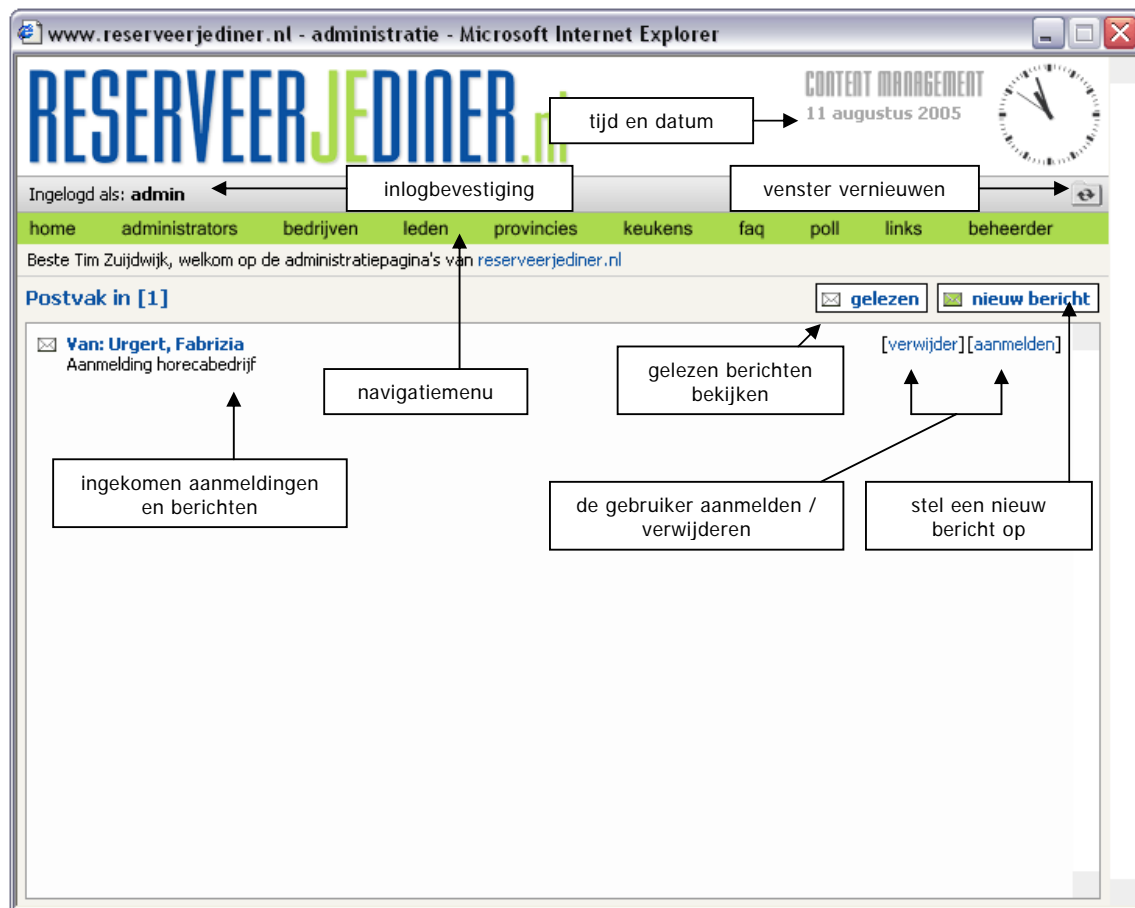 www.reserveerjediner.nl - administratie - Microsoft Internet Explorer
RESERVEERJEDINER.nl
CONTENT MANAGEMENT
tijd en datum
11 augustus 2005
Ingelogd als: admin
inlogbevestiging
venster vernieuwen
home administrators bedrijven leden provincies keukens faq poll links beheerder
Beste Tim Zuijdwijk, welkom op de administratiepagina's van reserveerjediner.nl
Postvak in [1]
gelezen
nieuw bericht
Van: Urgert, Fabrizia
[verwijder][aanmelden]
Aanmelding horecabedrijf
gelezen berichten
bekijken
navigatiemenu
ingekomen aanmeldingen
en berichten
de gebruiker aanmelden /
verwijderen
stel een nieuw
bericht op